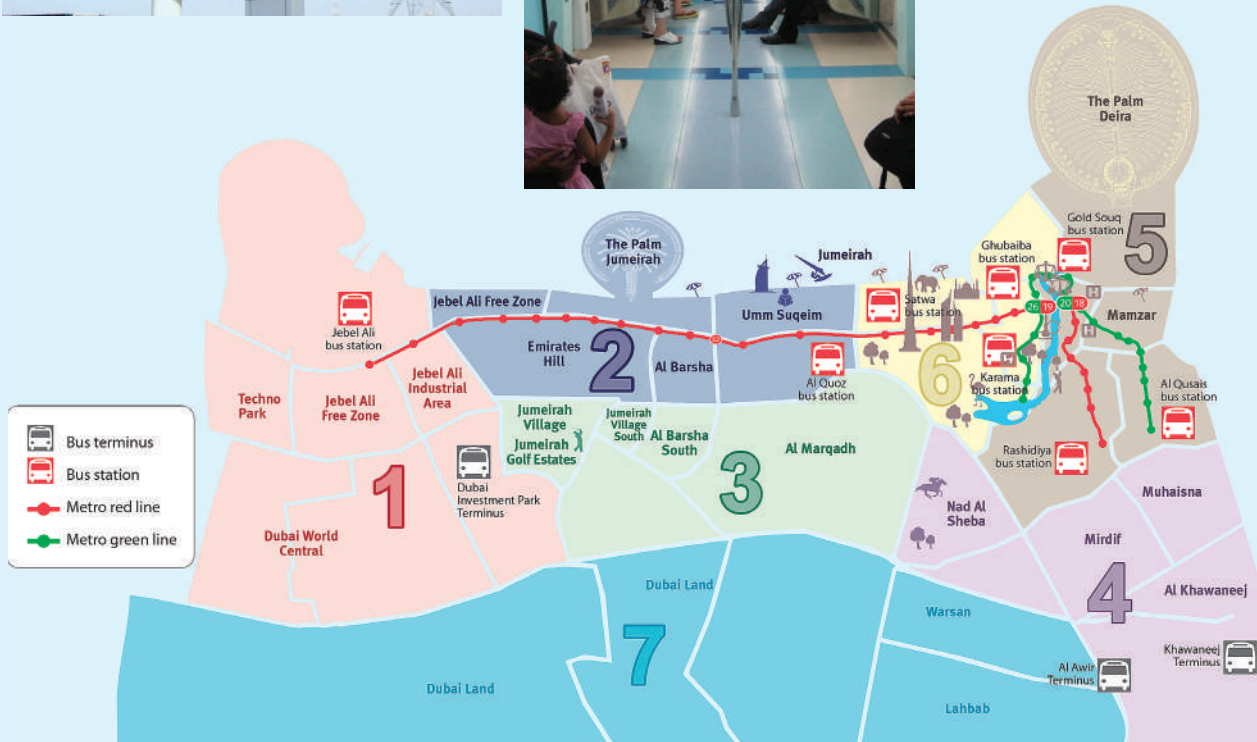 The Palm
Deira
Gold Souq
bus station
5
Ghubaiba
bus station
The Palm
Jumeirah
Jumeirah
Jebel Ali Free Zone
Umm Suqeim
Satwa
bus station
26
19
20
18
H
H
Mamzar
Jebel Ali
bus station
Emirates
Hill
2
Al Barsha
32
Al Quoz
bus station
6
H
Karama
bus station
Al Qusais
bus station
Techno
Park
Jebel Ali
Free Zone
Jebel Ali
Industrial
Area
Jumeirah
Village
Jumeirah
Golf Estates
Jumeirah
Village
South
Al Barsha
South
3
Al Marqadh
Rashidiya
bus station
Bus terminus
Bus station
Metro red line
Metro green line
1
Dubai
Investment Park
Terminus
Dubai World
Central
Nad Al
Sheba
Muhaisna
Mirdif
4
Al Khawaneej
Dubai Land
7
Warsan
Dubai Land
Al Awir
Terminus
Khawaneej
Terminus
Lahbab